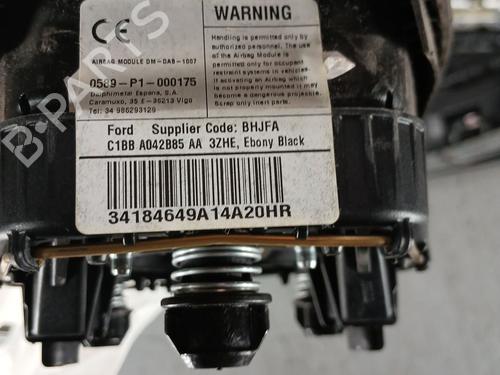 CE
AIRBAG MODULE DM-DAB-1007
0589-P1-000175
Dalphimetal Espana, S.A.
Caramuxo, 35 E-36213 Vigo
Tel: 34 986293129
WARNING
Handling is permitted only by
authorized personnel. The use
of the Airbag Module is
permitted only for occupant
restraint systems in vehicles.
If activating an Airbag which
is not properly mounted it may
become a dangerous projectile.
Scrap only inert parts.
Ford Supplier Code: BHJFA
C1BB A042B85 AA 3ZHE, Ebony Black
34184649A14A20HR
B-PARTS